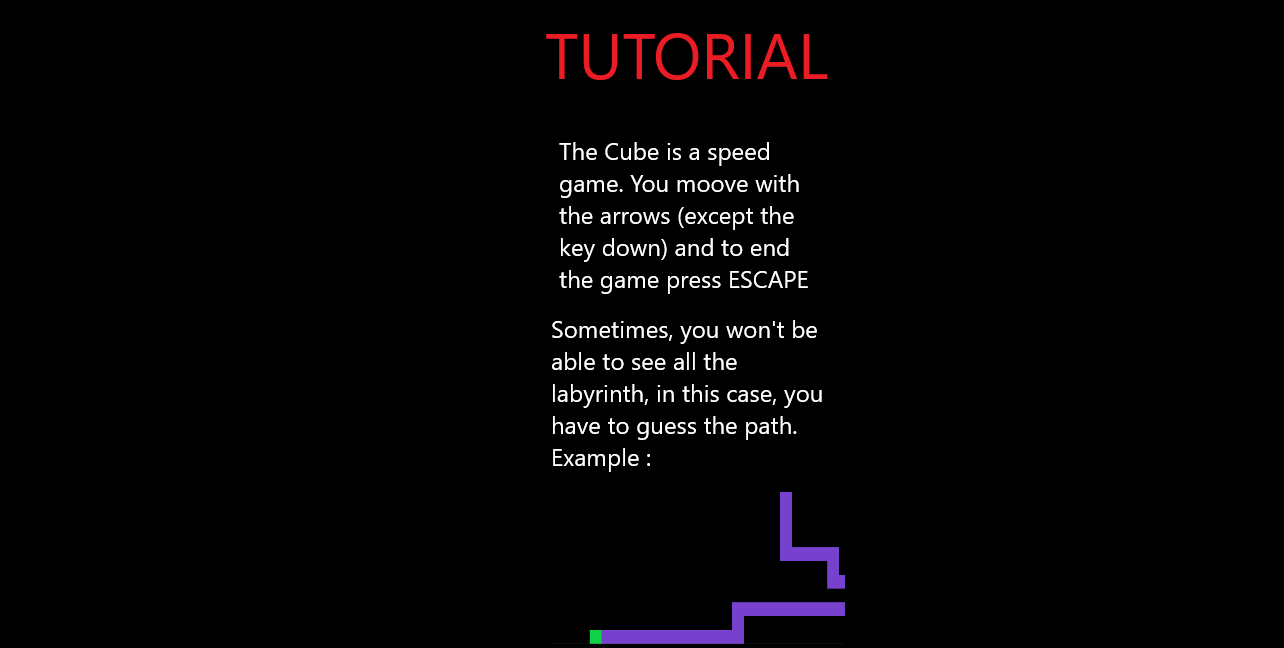 TUTORIAL
The Cube is a speed
game. You moove with
the arrows (except the
key down) and to end
the game press ESCAPE
Sometimes, you won't be
able to see all the
labyrinth, in this case, you
have to guess the path.
Example :